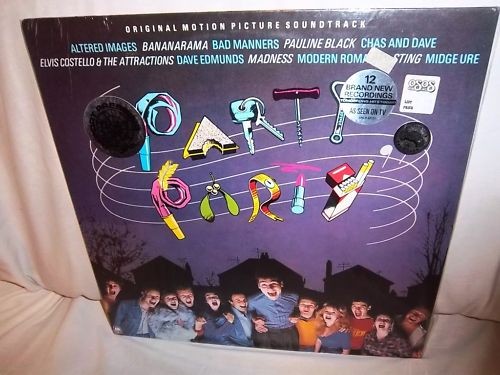 ORIGINAL MOTION PICTURE SOUNDTRACK
ALTERED IMAGES BANANARAMA BAD MANNERS PAULINE BLACK CHAS AND DAVE
ELVIS COSTELLO & THE ATTRACTIONS DAVE EDMUNDS MADNESS MODERN ROMA STING MIDGE URE
12
BRAND NEW
RECORDINGS
AS SEEN ON TV
PARTY
PARTY